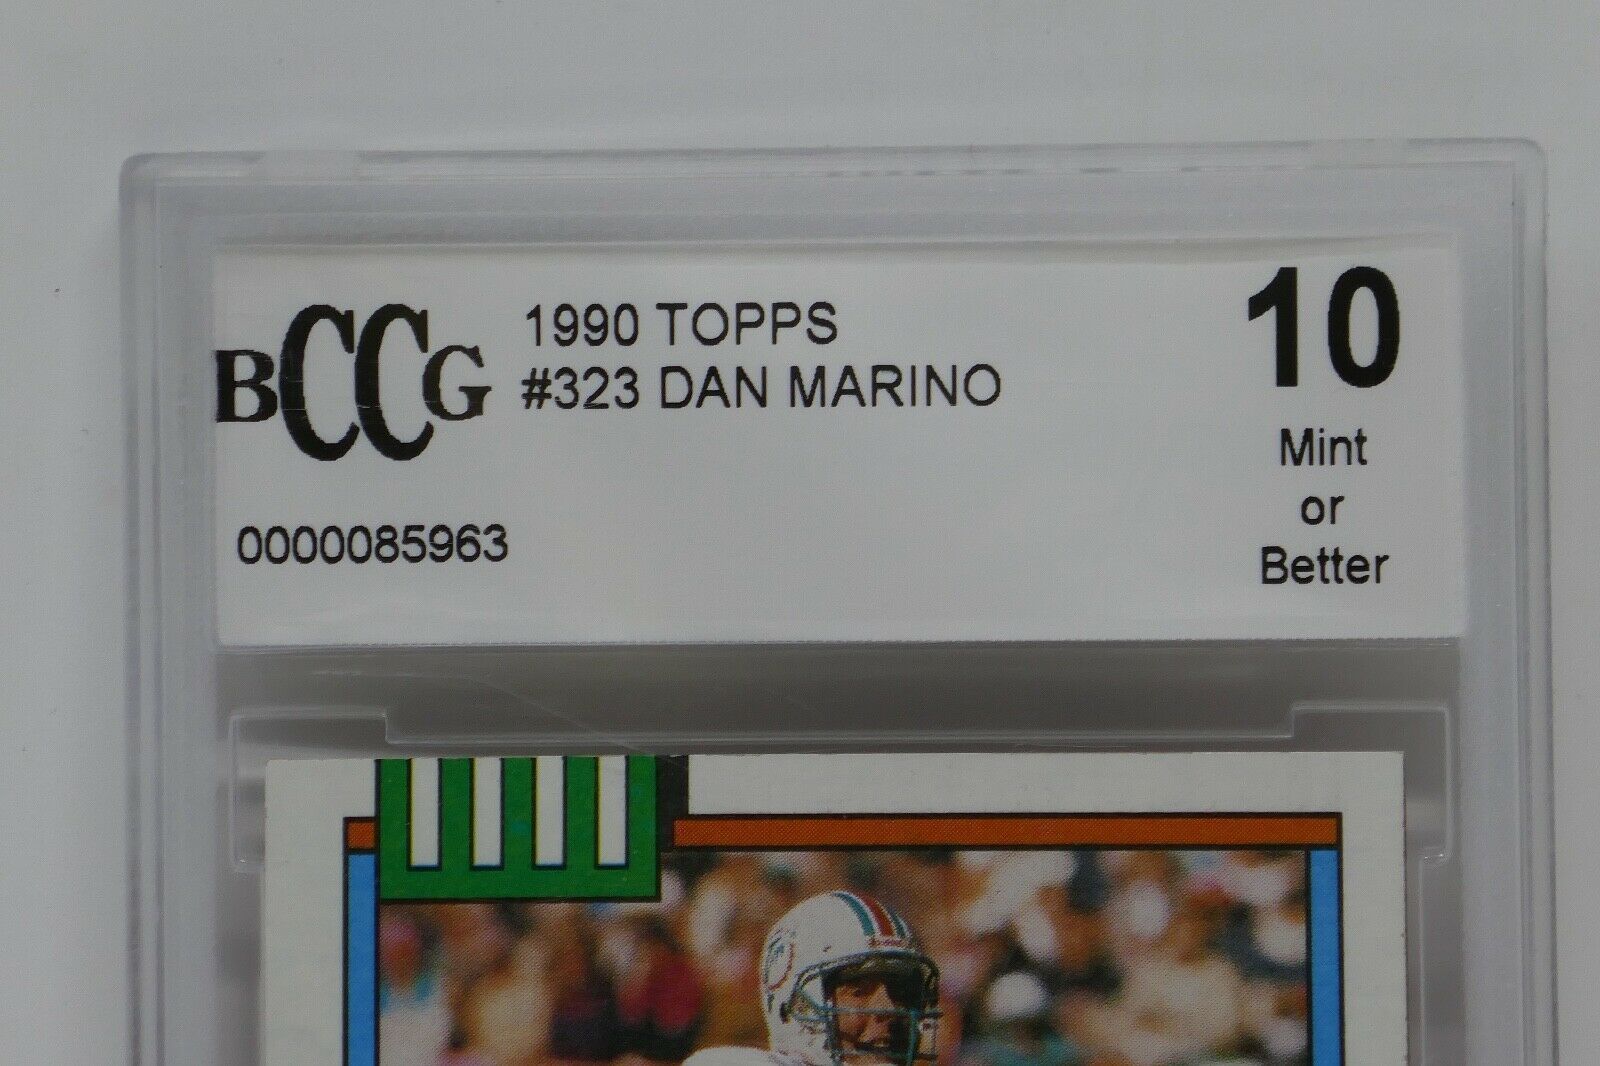 BCCG
1990 TOPPS
#323 DAN MARINO
0000085963
10
Mint
or
Better